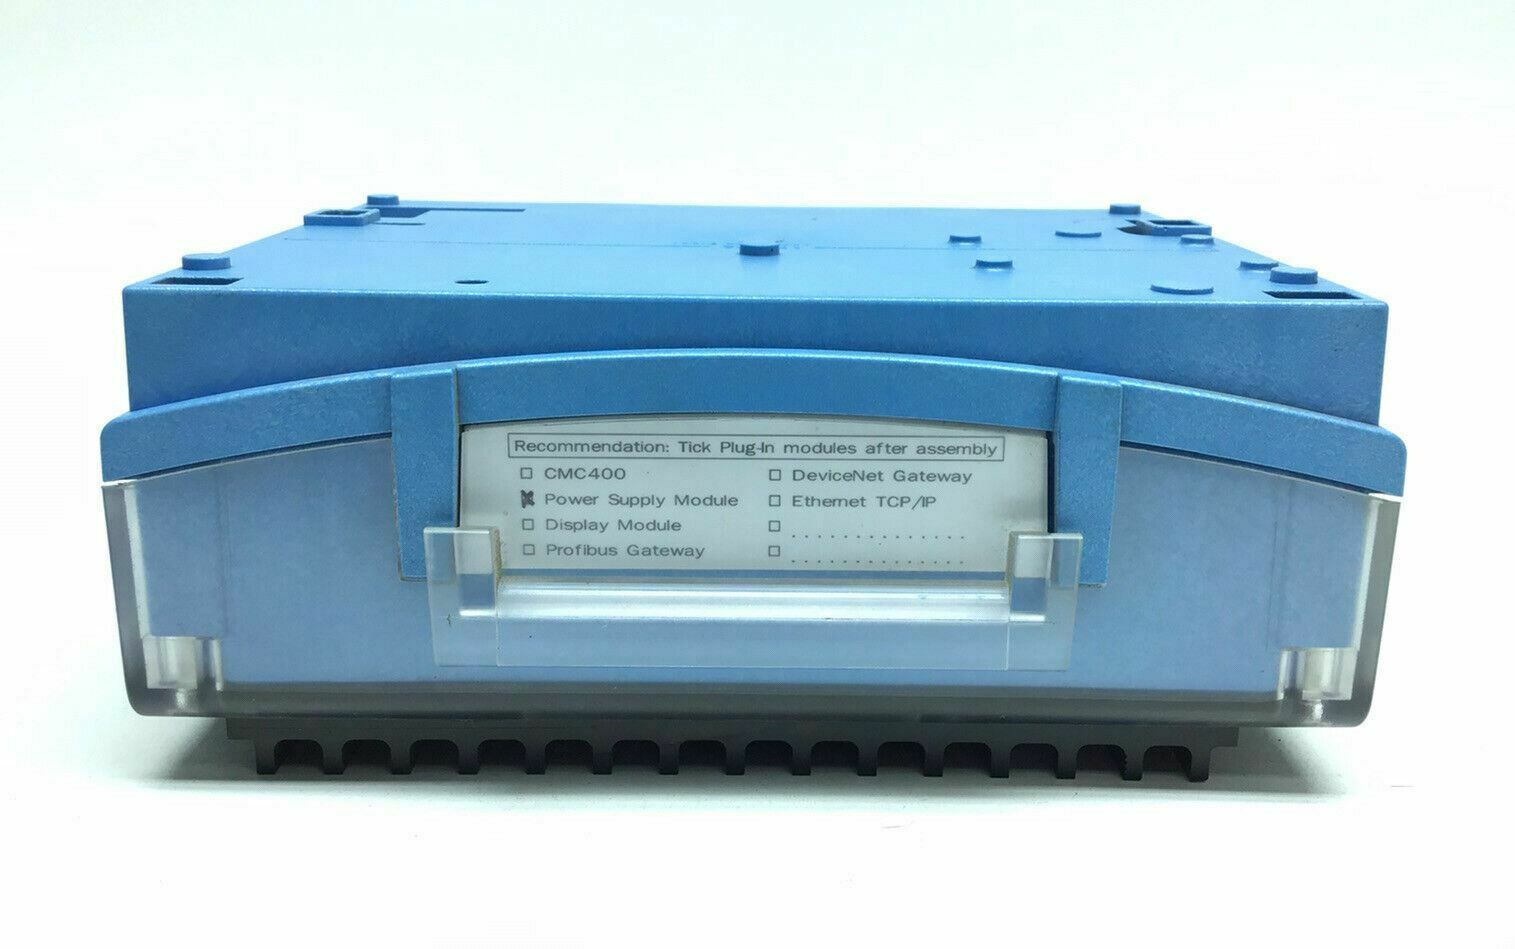 Recommendation: Tick Plug-In modules after assembly
☐ CMC400
☒ Power Supply Module
☐ Display Module
☐ Profibus Gateway
☐ DeviceNet Gateway
☐ Ethernet TCP/IP
☐ ..............
☐ ..............